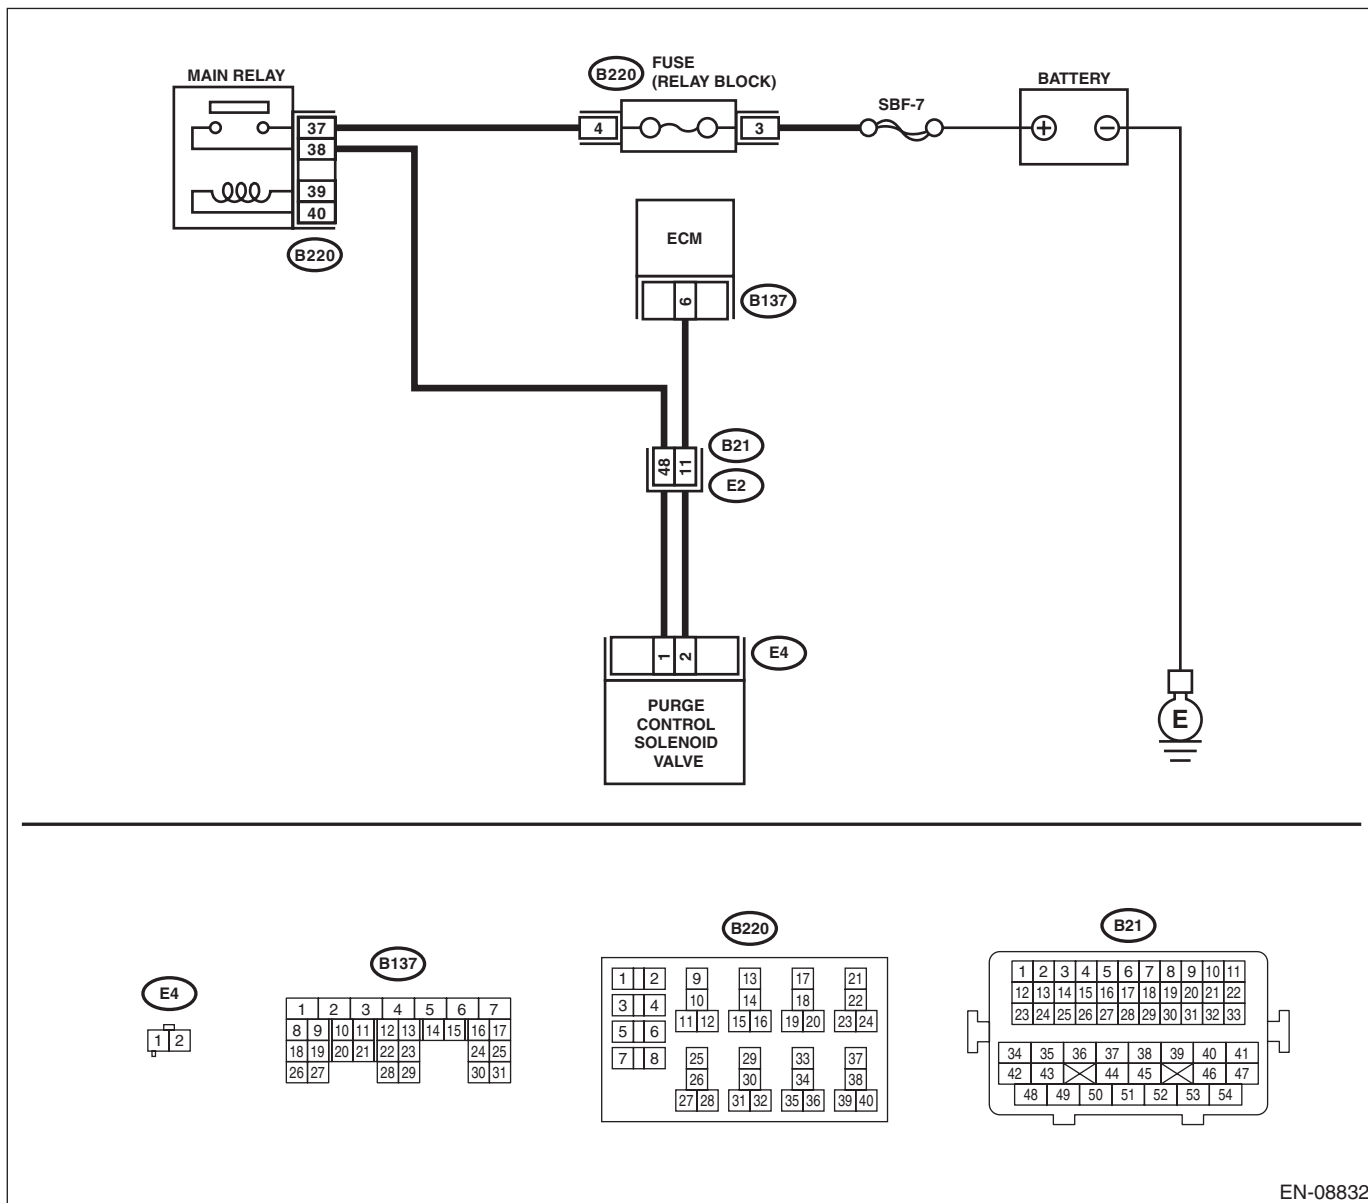 MAIN RELAY
B220
FUSE
(RELAY BLOCK)
SBF-7
BATTERY
37
38
39
40
B220
4
3
+
−
ECM
6
B137
B21
48
11
E2
1
2
E4
PURGE
CONTROL
SOLENOID
VALVE
E
E4
1 2
B137
1 2 3 4 5 6 7
8 9 10 11 12 13 14 15 16 17
18 19 20 21 22 23 24 25
26 27 28 29 30 31
B220
1 2 9 13 17 21
3 4 10 14 18 22
5 6 11 12 15 16 19 20 23 24
7 8 25 29 33 37
26 30 34 38
27 28 31 32 35 36 39 40
B21
1 2 3 4 5 6 7 8 9 10 11
12 13 14 15 16 17 18 19 20 21 22
23 24 25 26 27 28 29 30 31 32 33
34 35 36 37 38 39 40 41
42 43 44 45 46 47
48 49 50 51 52 53 54
EN-08832